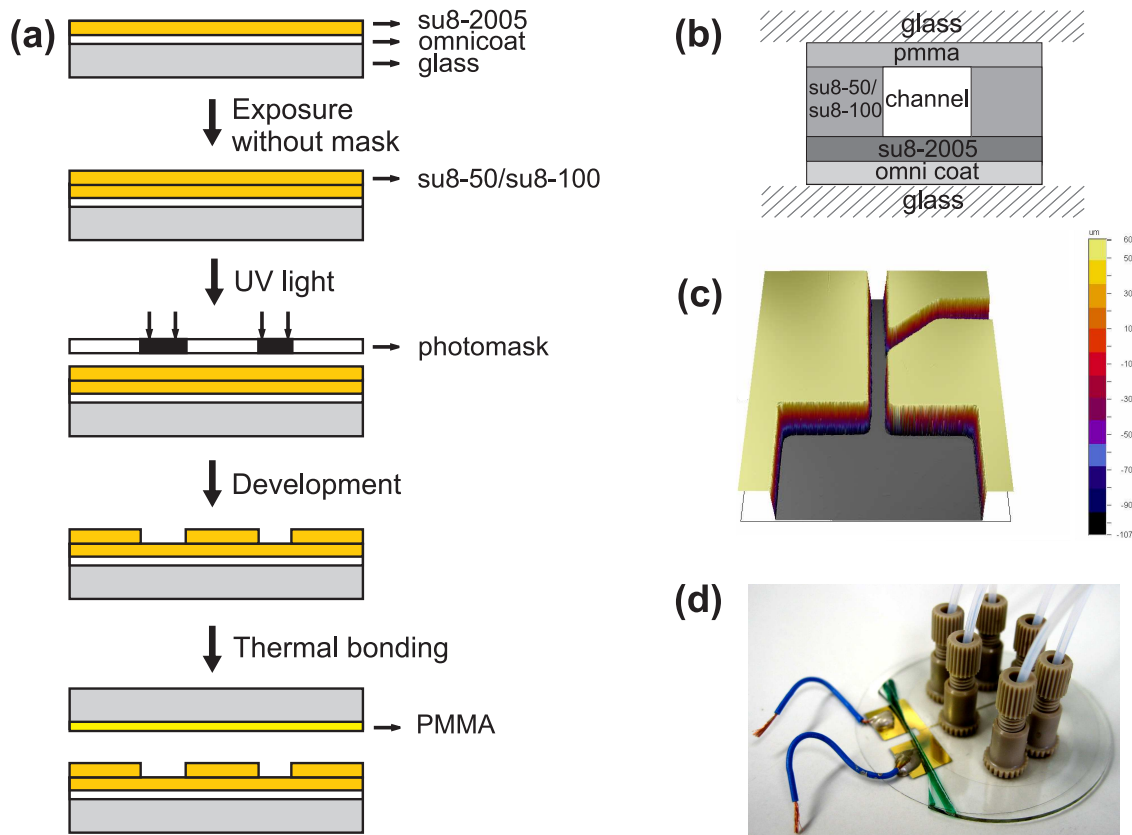 (a)
su8-2005
omnicoat
glass
Exposure
without mask
su8-50/su8-100
UV light
photomask
Development
Thermal bonding
PMMA
(b)
glass
pmma
su8-50/
su8-100
channel
su8-2005
omni coat
glass
(c)
um
60
50
30
10
0
-10
-30
-50
-70
-90
-107
(d)